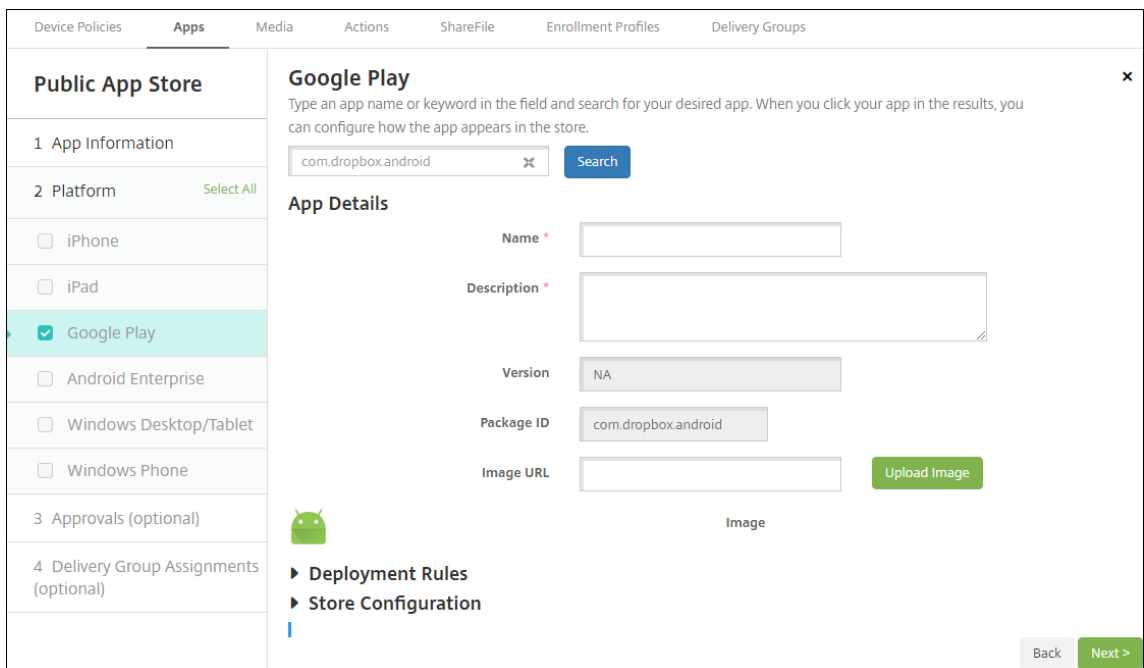 Device Policies Apps Media Actions ShareFile Enrollment Profiles Delivery Groups
Public App Store
1 App Information
2 Platform Select All
iPhone
iPad
Google Play
Android Enterprise
Windows Desktop/Tablet
Windows Phone
3 Approvals (optional)
4 Delivery Group Assignments
(optional)
Google Play
Type an app name or keyword in the field and search for your desired app. When you click your app in the results, you
can configure how the app appears in the store.
com.dropbox.android Search
App Details
Name *
Description *
Version NA
Package ID com.dropbox.android
Image URL Upload Image
Image
Deployment Rules
Store Configuration
Back Next >